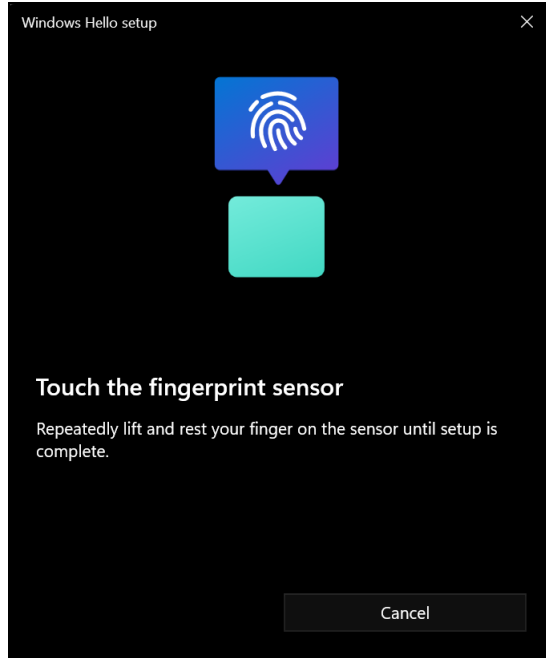 Windows Hello setup
Touch the fingerprint sensor
Repeatedly lift and rest your finger on the sensor until setup is
complete.
Cancel